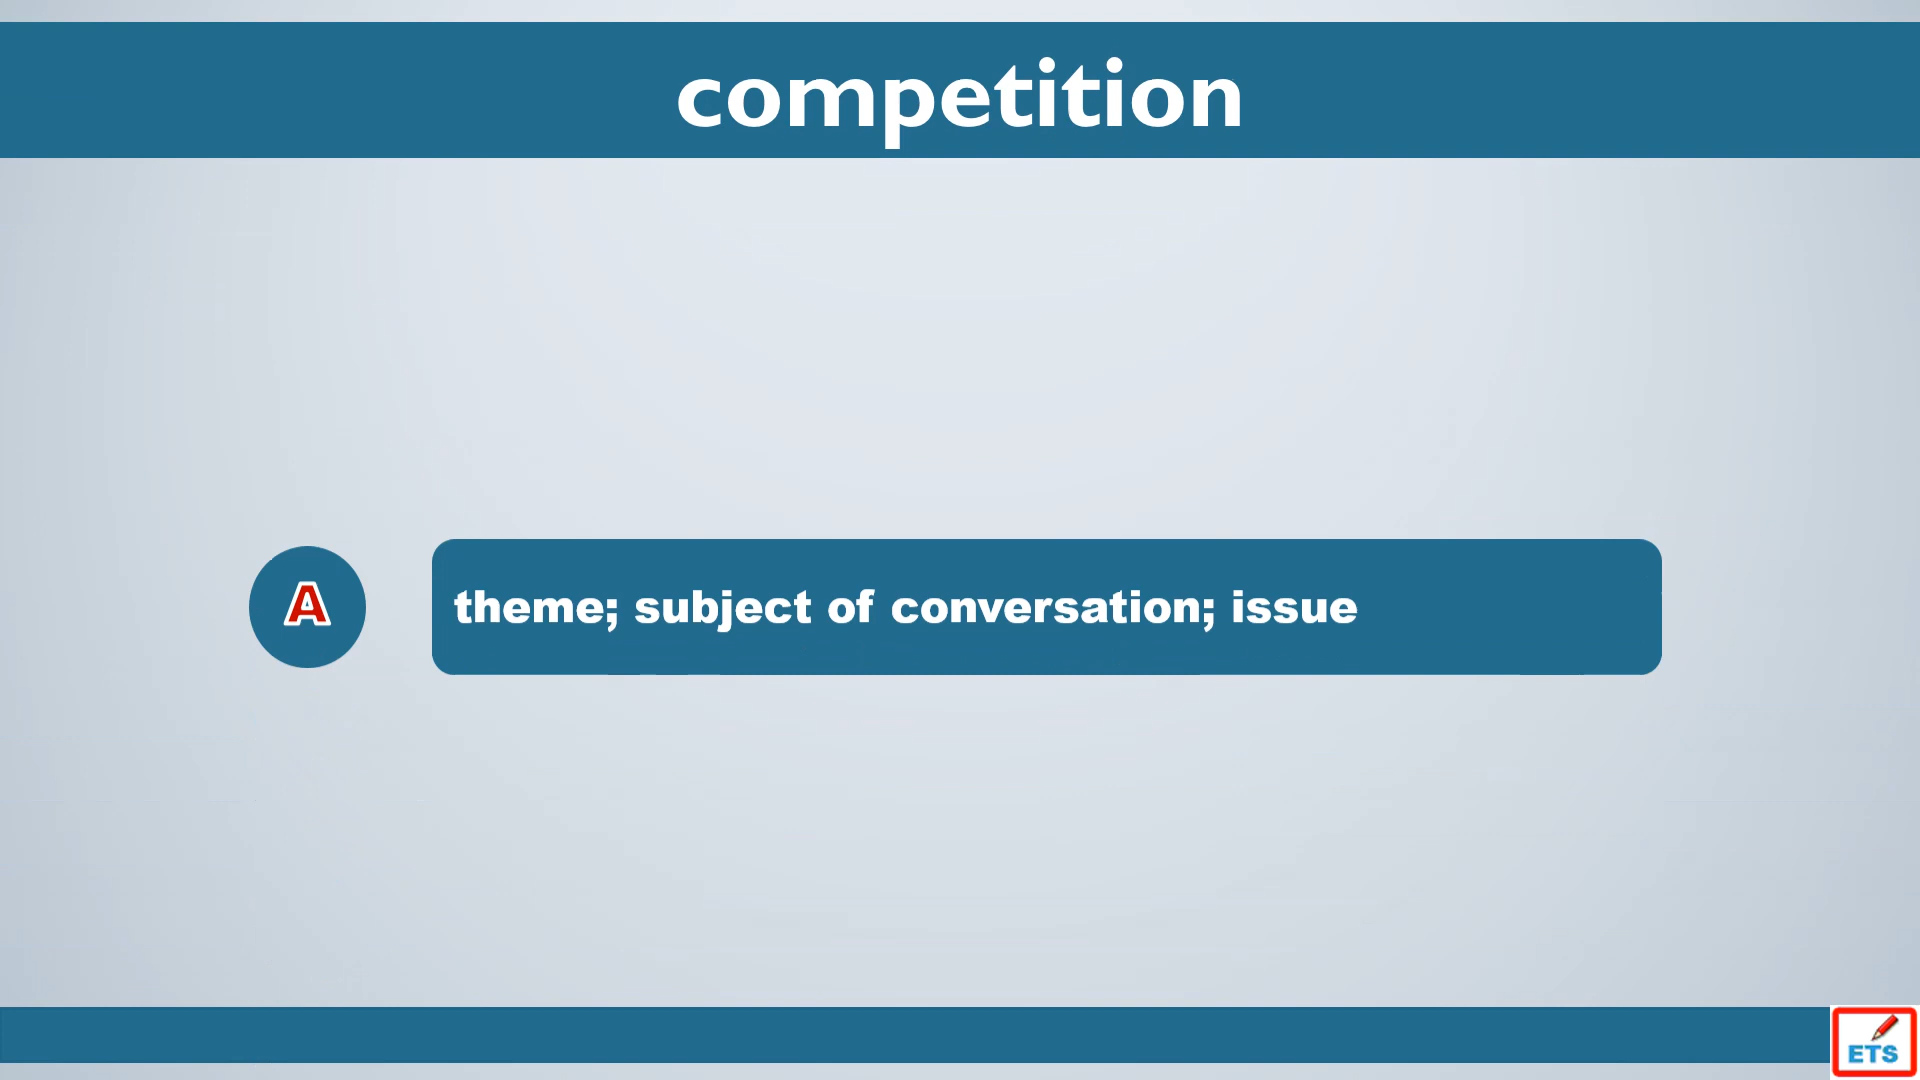 competition
A
theme; subject of conversation; issue
ETS